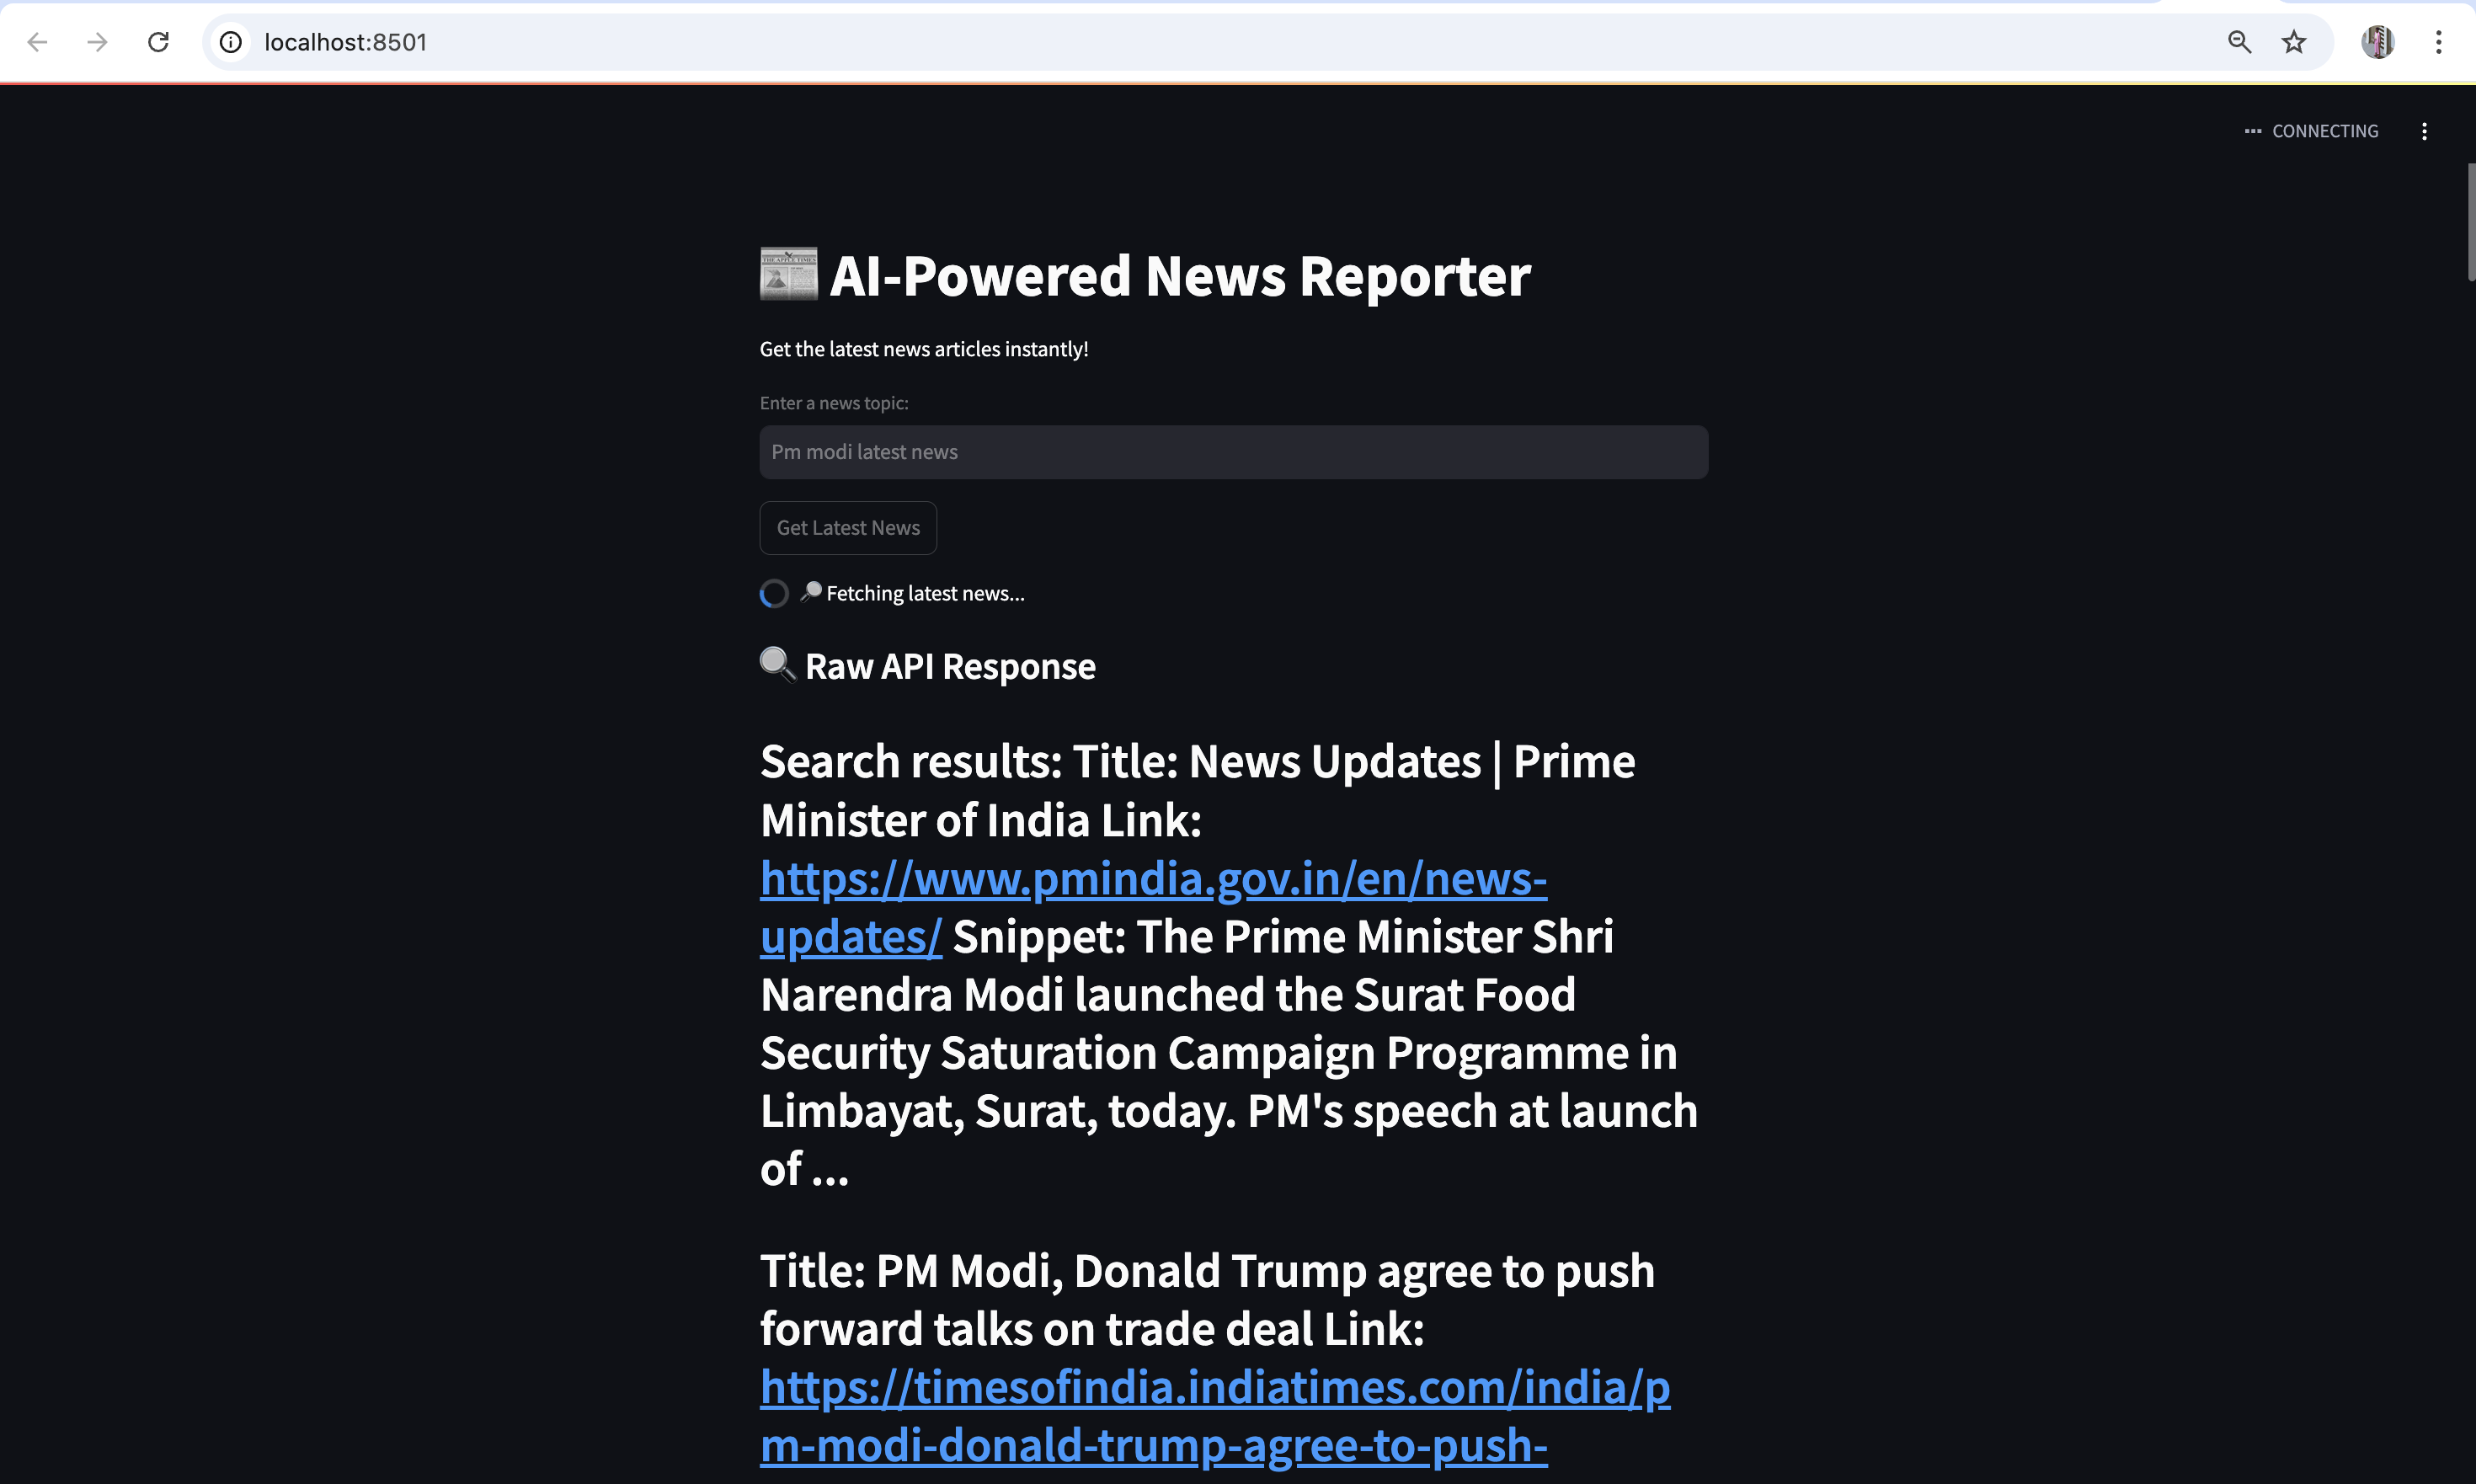 localhost:8501
CONNECTING
THE APPLE TIMES
AI-Powered News Reporter
Get the latest news articles instantly!
Enter a news topic:
Pm modi latest news
Get Latest News
Fetching latest news...
Raw API Response
Search results: Title: News Updates | Prime
Minister of India Link:
https://www.pmindia.gov.in/en/news-
updates/ Snippet: The Prime Minister Shri
Narendra Modi launched the Surat Food
Security Saturation Campaign Programme in
Limbayat, Surat, today. PM's speech at launch
of ...
Title: PM Modi, Donald Trump agree to push
forward talks on trade deal Link:
https://timesofindia.indiatimes.com/india/p
m-modi-donald-trump-agree-to-push-